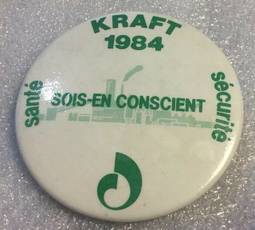 KRAFT
1984
santé
SOIS-EN CONSCIENT
sécurité